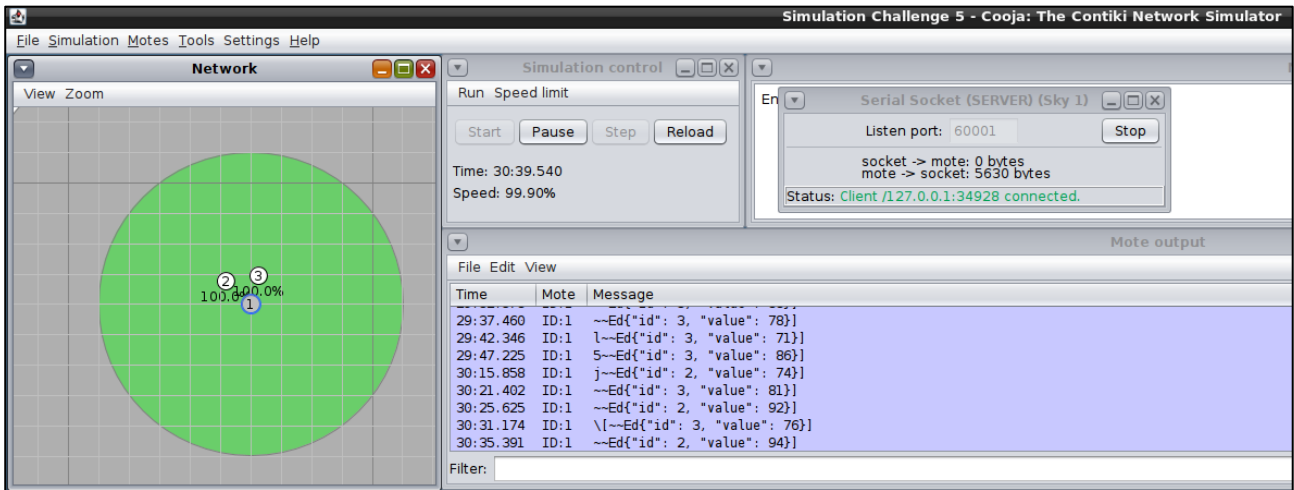 Simulation Challenge 5 - Cooja: The Contiki Network Simulator
File Simulation Motes Tools Settings Help
Network
View Zoom
2
3
100.0%
100.0%
1
Simulation control
Run Speed limit
Start Pause Step Reload
Time: 30:39.540
Speed: 99.90%
En
Serial Socket (SERVER) (Sky 1)
Listen port: 60001 Stop
socket -> mote: 0 bytes
mote -> socket: 5630 bytes
Status: Client /127.0.0.1:34928 connected.
Mote output
File Edit View
Time Mote Message
29:37.460 ID:1 ~~Ed{"id": 3, "value": 78}]
29:42.346 ID:1 l~~Ed{"id": 3, "value": 71}]
29:47.225 ID:1 5~~Ed{"id": 3, "value": 86}]
30:15.858 ID:1 j~~Ed{"id": 2, "value": 74}]
30:21.402 ID:1 ~~Ed{"id": 3, "value": 81}]
30:25.625 ID:1 ~~Ed{"id": 2, "value": 92}]
30:31.174 ID:1 \[~~Ed{"id": 3, "value": 76}]
30:35.391 ID:1 ~~Ed{"id": 2, "value": 94}]
Filter: